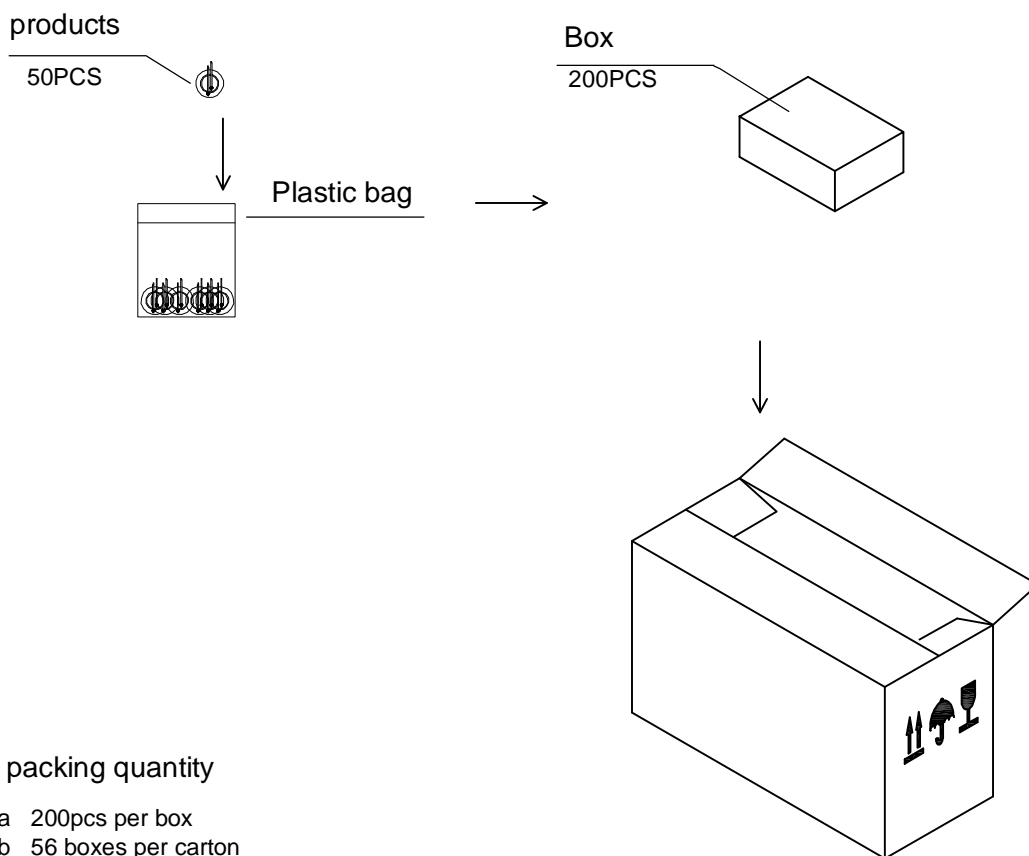 products
50PCS
Box
200PCS
Plastic bag
packing quantity
a 200pcs per box
b 56 boxes per carton